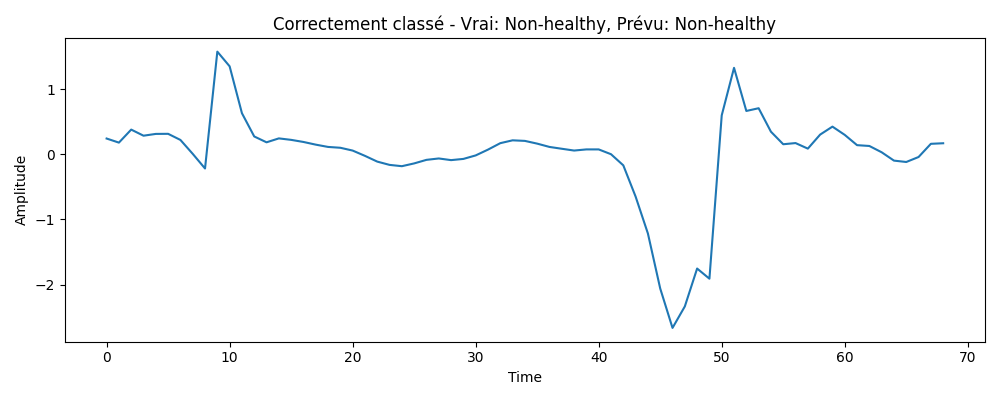 Correctement classé - Vrai: Non-healthy, Prévu: Non-healthy
Amplitude
1
0
−1
−2
0 10 20 30 40 50 60 70
Time